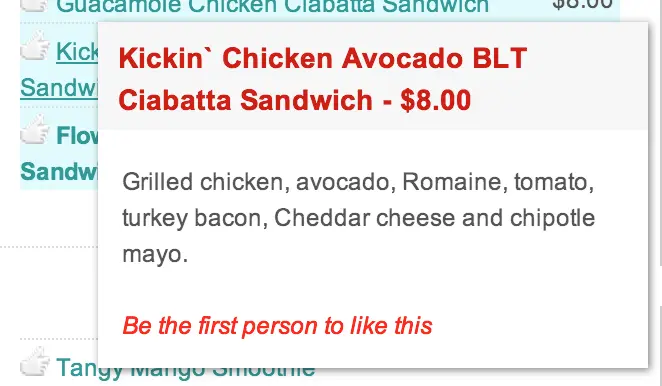 Guacamole Chicken Ciabatta Sandwich $8.00
Kickin` Chicken Avocado BLT
Ciabatta Sandwich - $8.00
Kick
Sandwi
Flow
Sandwi
Grilled chicken, avocado, Romaine, tomato,
turkey bacon, Cheddar cheese and chipotle
mayo.
Be the first person to like this
Tangy Mango Smoothie